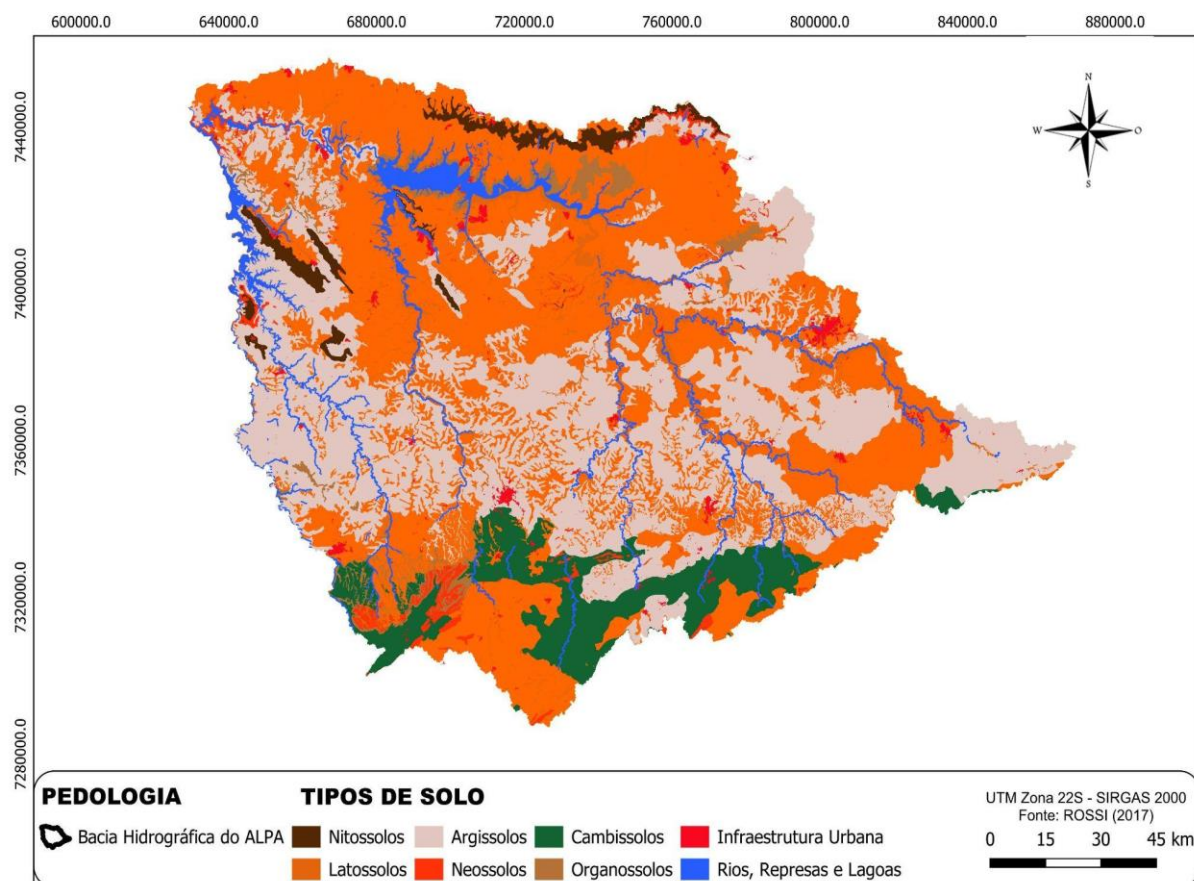 600000.0 640000.0 680000.0 720000.0 760000.0 800000.0 840000.0 880000.0
7440000.0
7400000.0
7360000.0
7320000.0
7280000.0
N
W O
S
PEDOLOGIA
Bacia Hidrográfica do ALPA
TIPOS DE SOLO
Nitossolos Argissolos Cambissolos Infraestrutura Urbana
Latossolos Neossolos Organossolos Rios, Represas e Lagoas
UTM Zona 22S - SIRGAS 2000
Fonte: ROSSI (2017)
0 15 30 45 km